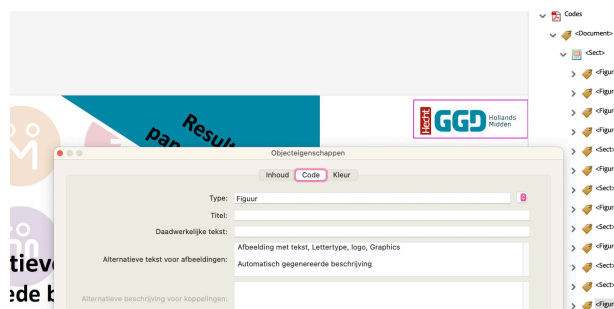 Codes
<Document>
<Sect>
<Figur
<Figur
<Figur
<Figur
<Sect>
<Figur
<Sect>
<Figur
<Sect>
<Figur
<Sect>
<Sect>
<Figur
Hecht GGD Hollands
Midden
Objecteigenschappen
Inhoud Code Kleur
Type: Figuur
Titel:
Daadwerkelijke tekst:
Alternatieve tekst voor afbeeldingen: Afbeelding met tekst, Lettertype, logo, Graphics
Automatisch gegenereerde beschrijving
Alternatieve beschrijving voor koppelingen: